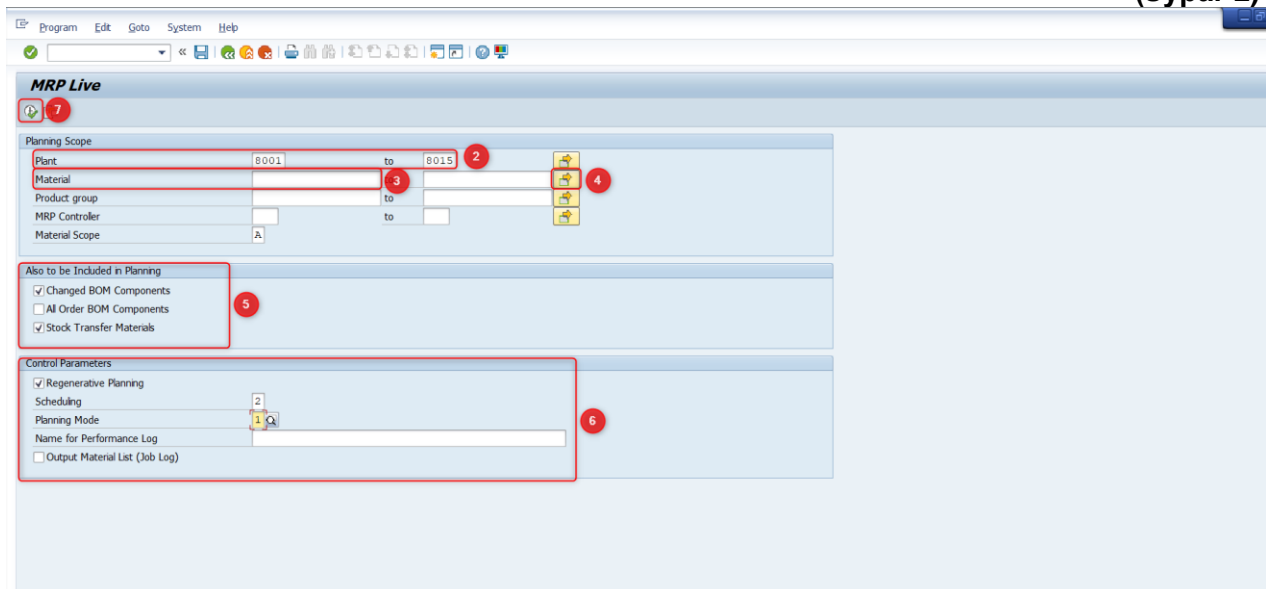 Program Edit Goto System Help
MRP Live
7
Planning Scope
Plant 8001 to 8015 2
Material 3 4
Product group to
MRP Controller to
Material Scope A
Also to be Included in Planning
Changed BOM Components
All Order BOM Components
5
Stock Transfer Materials
Control Parameters
Regenerative Planning
Scheduling 2
Planning Mode 1 6
Name for Performance Log
Output Material List (Job Log)